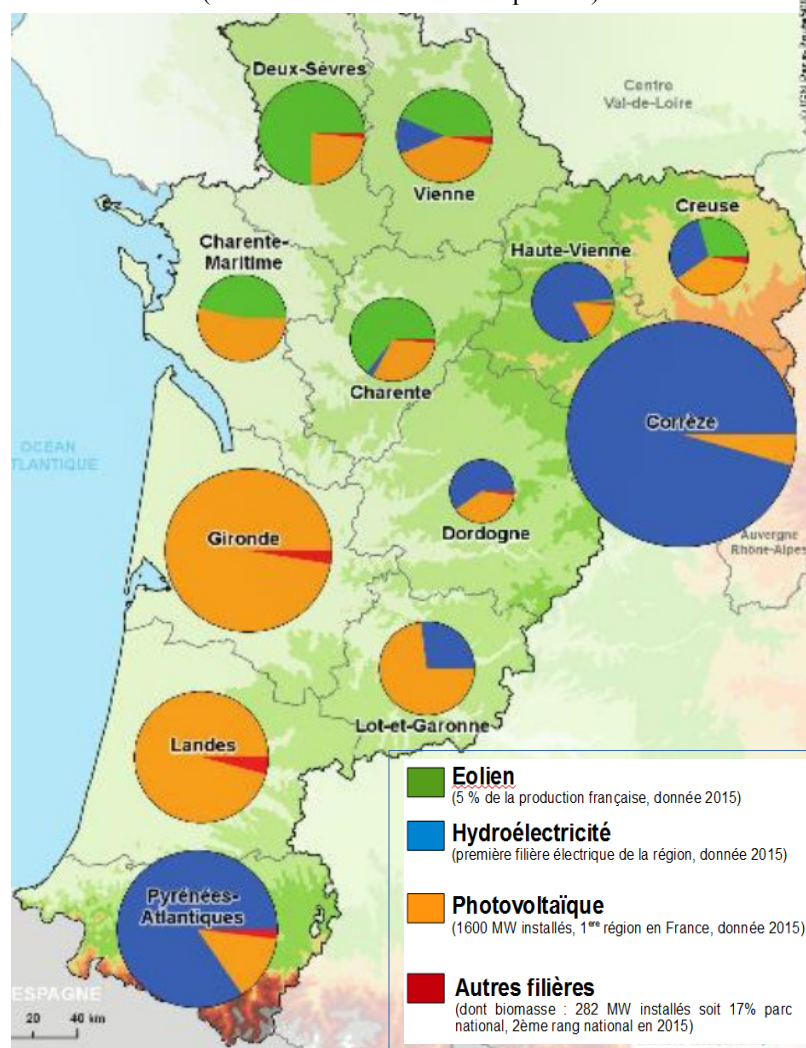 Deux-Sèvres
Centre
Val-de-Loire
Vienne
Creuse
Charente-
Maritime
Haute-Vienne
Charente
Corrèze
OCEAN
TLANTIQUE
Gironde
Dordogne
Auvergne
Rhône-Alpes
Lot-et-Garonne
Landes
Pyrénées-
Atlantiques
ESPAGNE
20 40 km
Eolien
(5 % de la production française, donnée 2015)
Hydroélectricité
(première filière électrique de la région, donnée 2015)
Photovoltaïque
(1600 MW installés, 1ère région en France, donnée 2015)
Autres filières
(dont biomasse : 282 MW installés soit 17% parc
national, 2ème rang national en 2015)